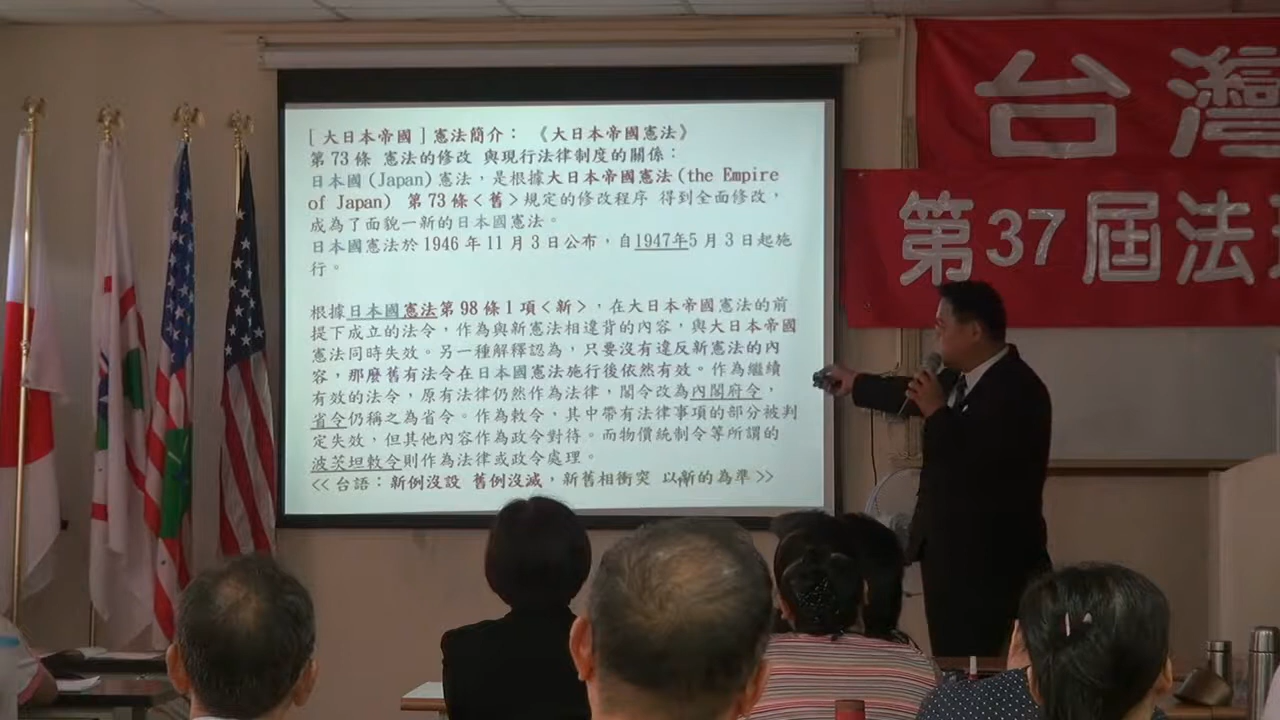 [ 大日本帝國 ] 憲法簡介： 《大日本帝國憲法》
第 73 條 憲法的修改 與現行法律制度的關係：
日本國 (Japan) 憲法，是根據大日本帝國憲法 (the Empire
of Japan) 第 73 條＜舊＞規定的修改程序 得到全面修改，
成為了面貌一新的日本國憲法。
日本國憲法於 1946 年 11 月 3 日公布，自1947年5 月 3 日起施
行。
根據日本國憲法第 98 條 1 項＜新＞，在大日本帝國憲法的前
提下成立的法令，作為與新憲法相違背的內容，與大日本帝國
憲法同時失效。另一種解釋認為，只要沒有違反新憲法的內
容，那麼舊有法令在日本國憲法施行後依然有效。作為繼續
有效的法令，原有法律仍然作為法律，閣令改為內閣府令，
省令仍稱之為省令。作為敕令，其中帶有法律事項的部分被判
定失效，但其他內容作為政令對待。而物價統制令等所謂的
波茨坦敕令則作為法律或政令處理。
<< 台語：新例沒設 舊例沒滅，新舊相衝突 以新的為準 >>
台灣
第37屆法